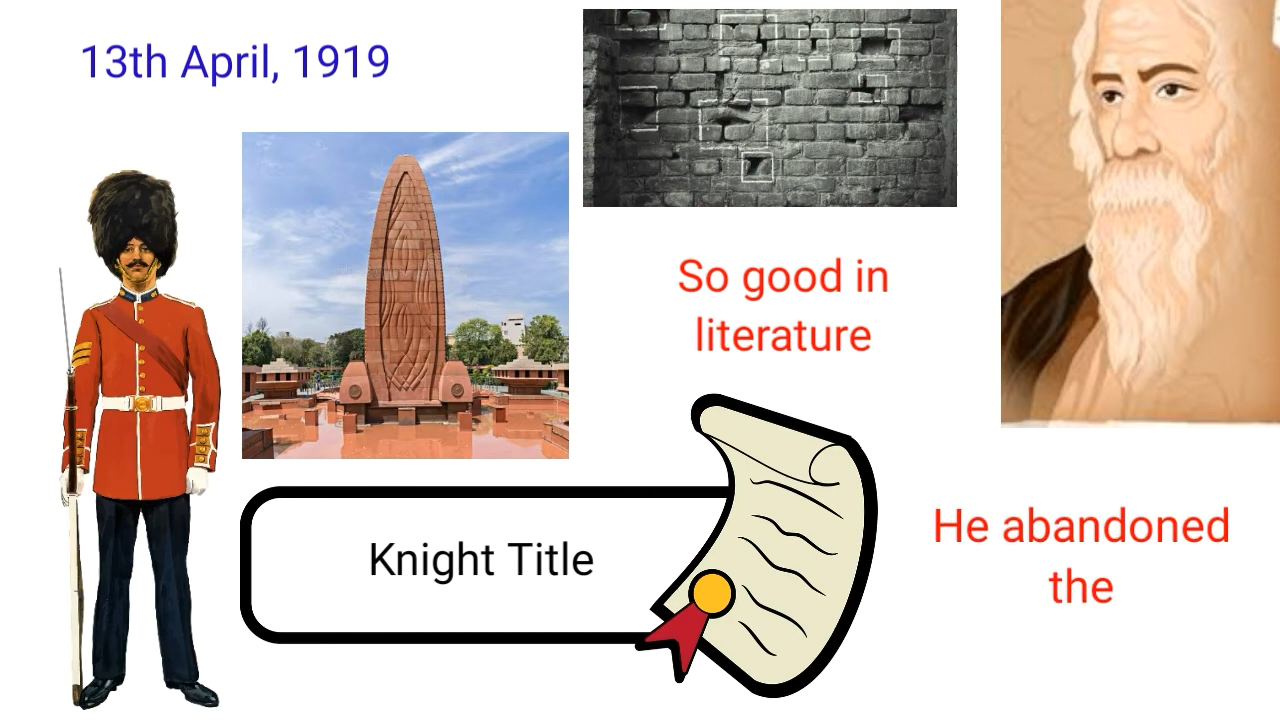 13th April, 1919
So good in
literature
Knight Title
He abandoned
the